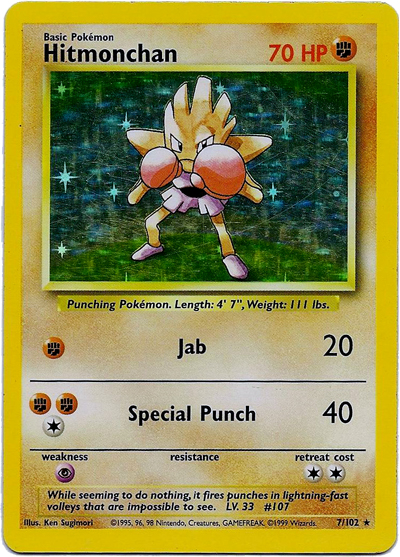 Basic Pokémon
Hitmonchan 70 HP
Punching Pokémon. Length: 4' 7", Weight: 111 lbs.
Jab 20
Special Punch 40
weakness resistance retreat cost
While seeming to do nothing, it fires punches in lightning-fast
volleys that are impossible to see. LV. 33 #107
Illus. Ken Sugimori ©1995, 96, 98 Nintendo, Creatures, GAMEFREAK. ©1999 Wizards. 7/102 ★